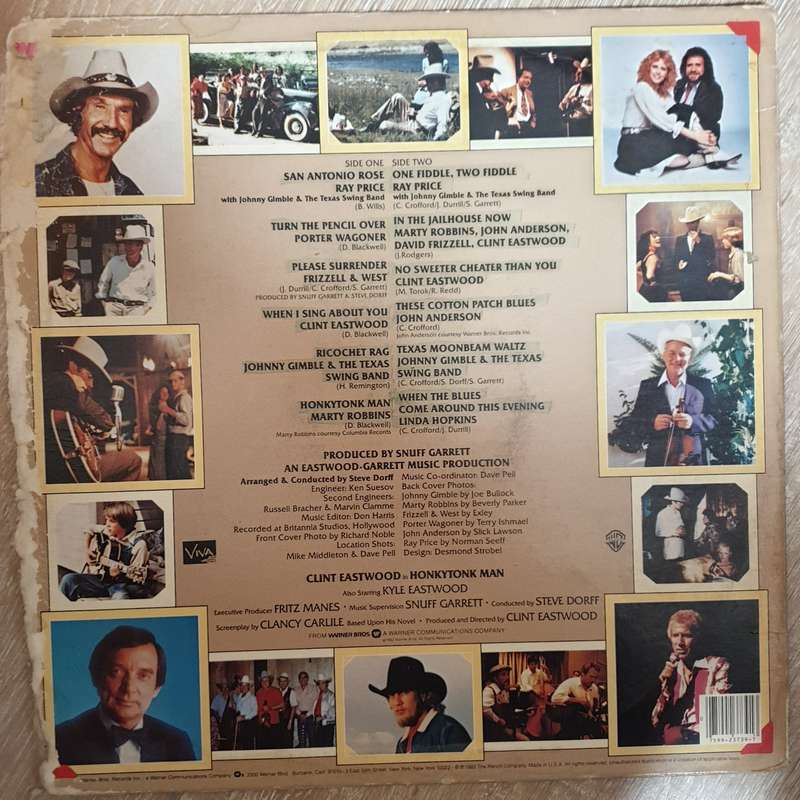 SIDE ONE
SAN ANTONIO ROSE
RAY PRICE
with Johnny Gimble & The Texas Swing Band
(B. Wills)
TURN THE PENCIL OVER
PORTER WAGONER
(D. Blackwell)
PLEASE SURRENDER
FRIZZELL & WEST
(J. Durrill/C. Crofford/S. Garrett)
PRODUCED BY SNUFF GARRETT & STEVE DORFF
WHEN I SING ABOUT YOU
CLINT EASTWOOD
(D. Blackwell)
RICOCHET RAG
JOHNNY GIMBLE & THE TEXAS
SWING BAND
(H. Remington)
HONKYTONK MAN
MARTY ROBBINS
(D. Blackwell)
Marty Robbins courtesy Columbia Records
SIDE TWO
ONE FIDDLE, TWO FIDDLE
RAY PRICE
with Johnny Gimble & The Texas Swing Band
(C. Crofford/J. Durrill/S. Garrett)
IN THE JAILHOUSE NOW
MARTY ROBBINS, JOHN ANDERSON,
DAVID FRIZZELL, CLINT EASTWOOD
(J.Rodgers)
NO SWEETER CHEATER THAN YOU
CLINT EASTWOOD
(M. Torok/R. Redd)
THESE COTTON PATCH BLUES
JOHN ANDERSON
(C. Crofford)
John Anderson courtesy Warner Bros. Records Inc.
TEXAS MOONBEAM WALTZ
JOHNNY GIMBLE & THE TEXAS
SWING BAND
(C. Crofford/S. Dorff/S. Garrett)
WHEN THE BLUES
COME AROUND THIS EVENING
LINDA HOPKINS
(C. Crofford/J. Durrill)
PRODUCED BY SNUFF GARRETT
AN EASTWOOD-GARRETT MUSIC PRODUCTION
Arranged & Conducted by Steve Dorff
Engineer: Ken Suesov
Second Engineers:
Russell Bracher & Marvin Clamme
Music Editor: Don Harris
Recorded at Britannia Studios, Hollywood
Front Cover Photo by Richard Noble
Location Shots:
Mike Middleton & Dave Pell
Music Co-ordinator: Dave Pell
Back Cover Photos:
Johnny Gimble by Joe Bullock
Marty Robbins by Beverly Parker
Frizzell & West by Exley
Porter Wagoner by Terry Ishmael
John Anderson by Slick Lawson
Ray Price by Norman Seeff
Design: Desmond Strobel
VIVA
CLINT EASTWOOD in HONKYTONK MAN
Also Starring KYLE EASTWOOD
Executive Producer FRITZ MANES • Music Supervision SNUFF GARRETT • Conducted by STEVE DORFF
Screenplay by CLANCY CARLILE Based Upon His Novel • Produced and Directed by CLINT EASTWOOD
FROM WARNER BROS A WARNER COMMUNICATIONS COMPANY